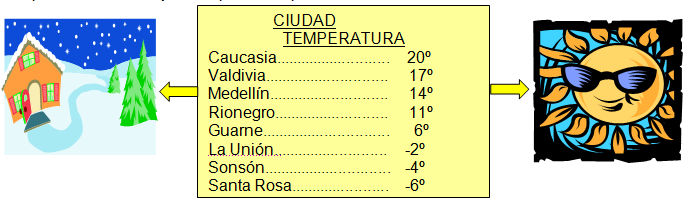 CIUDAD
TEMPERATURA
Caucasia........................... 20º
Valdivia............................. 17º
Medellín............................ 14º
Rionegro........................... 11º
Guarne.............................. 6º
La Unión........................... -2º
Sonsón.............................. -4º
Santa Rosa....................... -6º